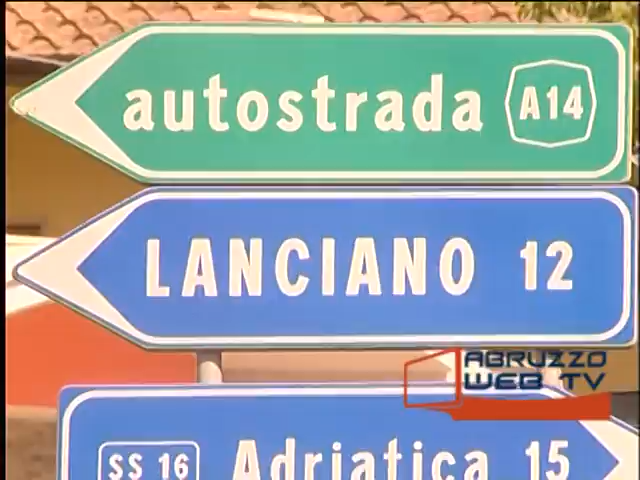 autostrada A14
LANCIANO 12
ABRUZZO
WEB TV
SS 16 Adriatica 15